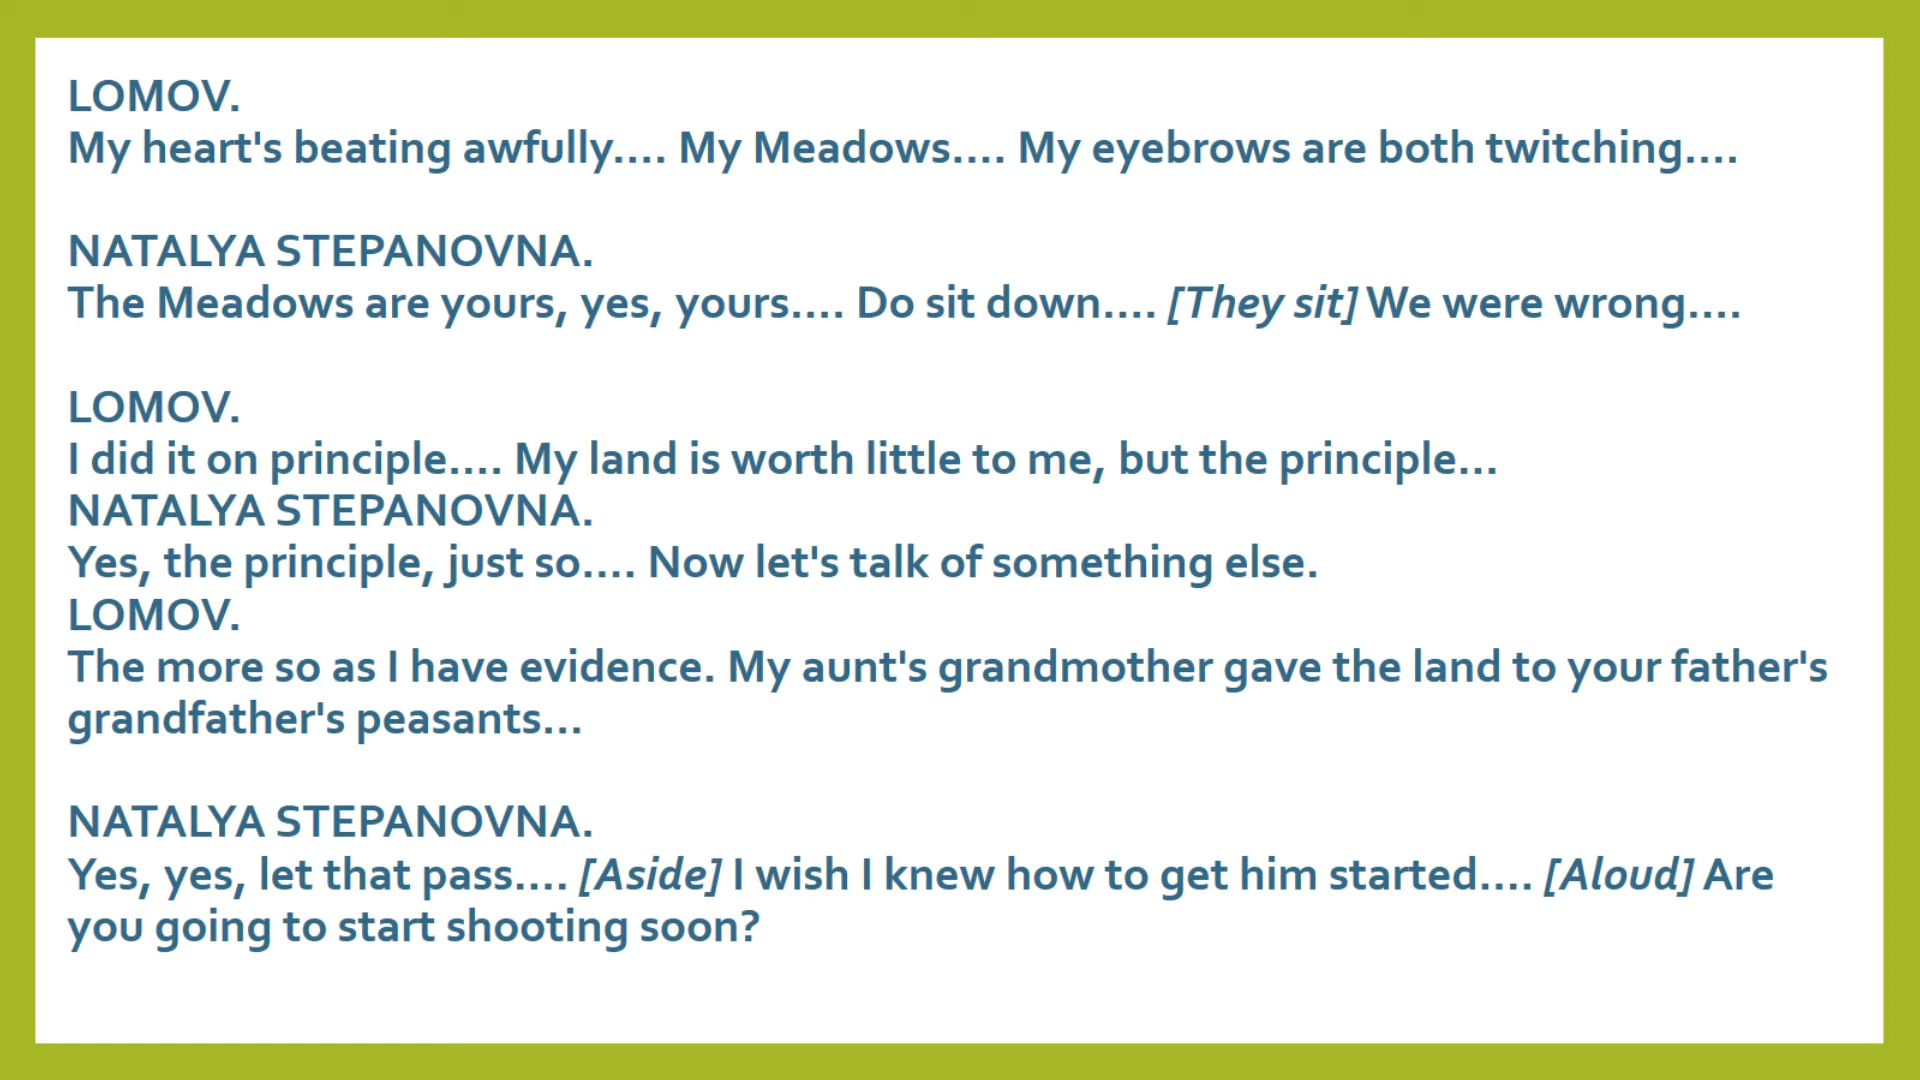 LOMOV.
My heart's beating awfully.... My Meadows.... My eyebrows are both twitching....
NATALYA STEPANOVNA.
The Meadows are yours, yes, yours.... Do sit down.... [They sit] We were wrong....
LOMOV.
I did it on principle.... My land is worth little to me, but the principle...
NATALYA STEPANOVNA.
Yes, the principle, just so.... Now let's talk of something else.
LOMOV.
The more so as I have evidence. My aunt's grandmother gave the land to your father's
grandfather's peasants...
NATALYA STEPANOVNA.
Yes, yes, let that pass.... [Aside] I wish I knew how to get him started.... [Aloud] Are
you going to start shooting soon?